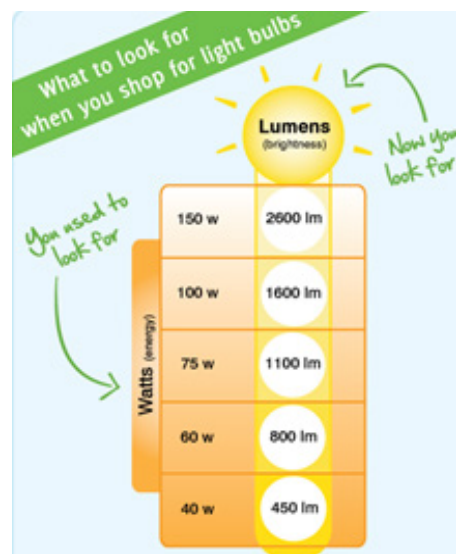 What to look for
when you shop for light bulbs
Lumens
(brightness)
Now you
look for
You used to
look for
Watts (energy)
150 w 2600 lm
100 w 1600 lm
75 w 1100 lm
60 w 800 lm
40 w 450 lm